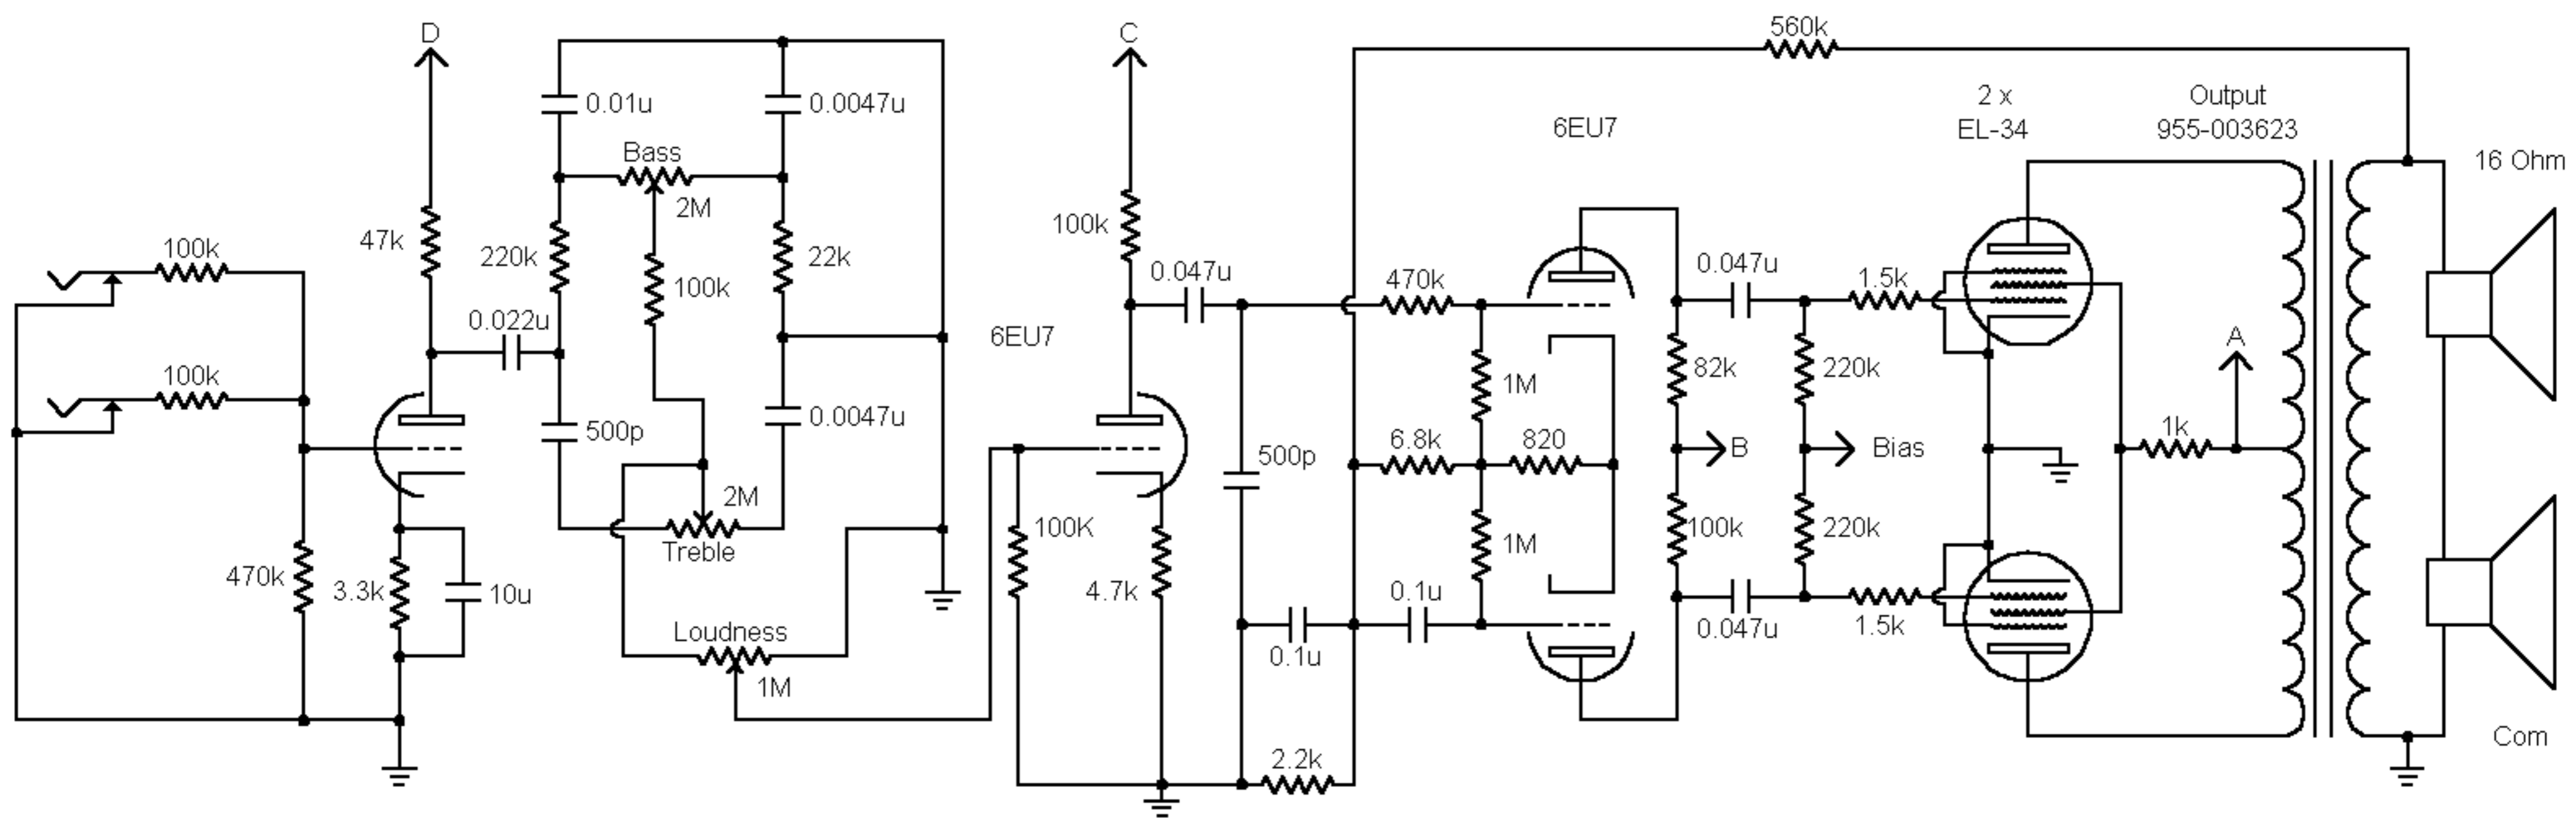 D
C
560k
2 x
EL-34
Output
955-003623
16 Ohm
0.01u
0.0047u
6EU7
Bass
2M
100k
47k
220k
22k
100k
100k
0.047u
470k
0.047u
1.5k
0.022u
6EU7
A
100k
1M
82k
220k
0.0047u
500p
6.8k
820
500p
B
Bias
1k
2M
Treble
100K
1M
100k
220k
470k
3.3k
10u
4.7k
0.1u
0.1u
0.047u
1.5k
Loudness
1M
2.2k
Com